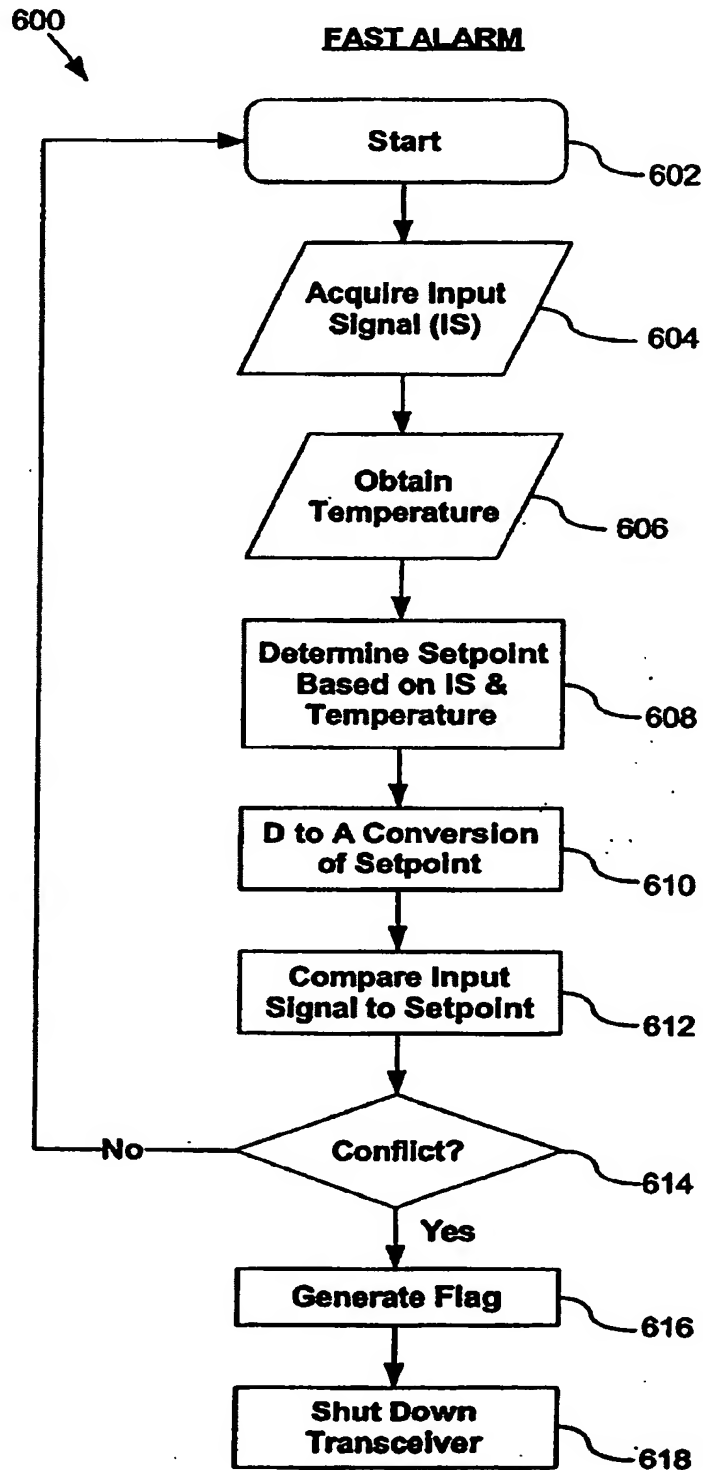 600
FAST ALARM
Start
602
Acquire Input
Signal (IS)
604
Obtain
Temperature
606
Determine Setpoint
Based on IS &
Temperature
608
D to A Conversion
of Setpoint
610
Compare Input
Signal to Setpoint
612
Conflict?
No
614
Yes
Generate Flag
616
Shut Down
Transceiver
618